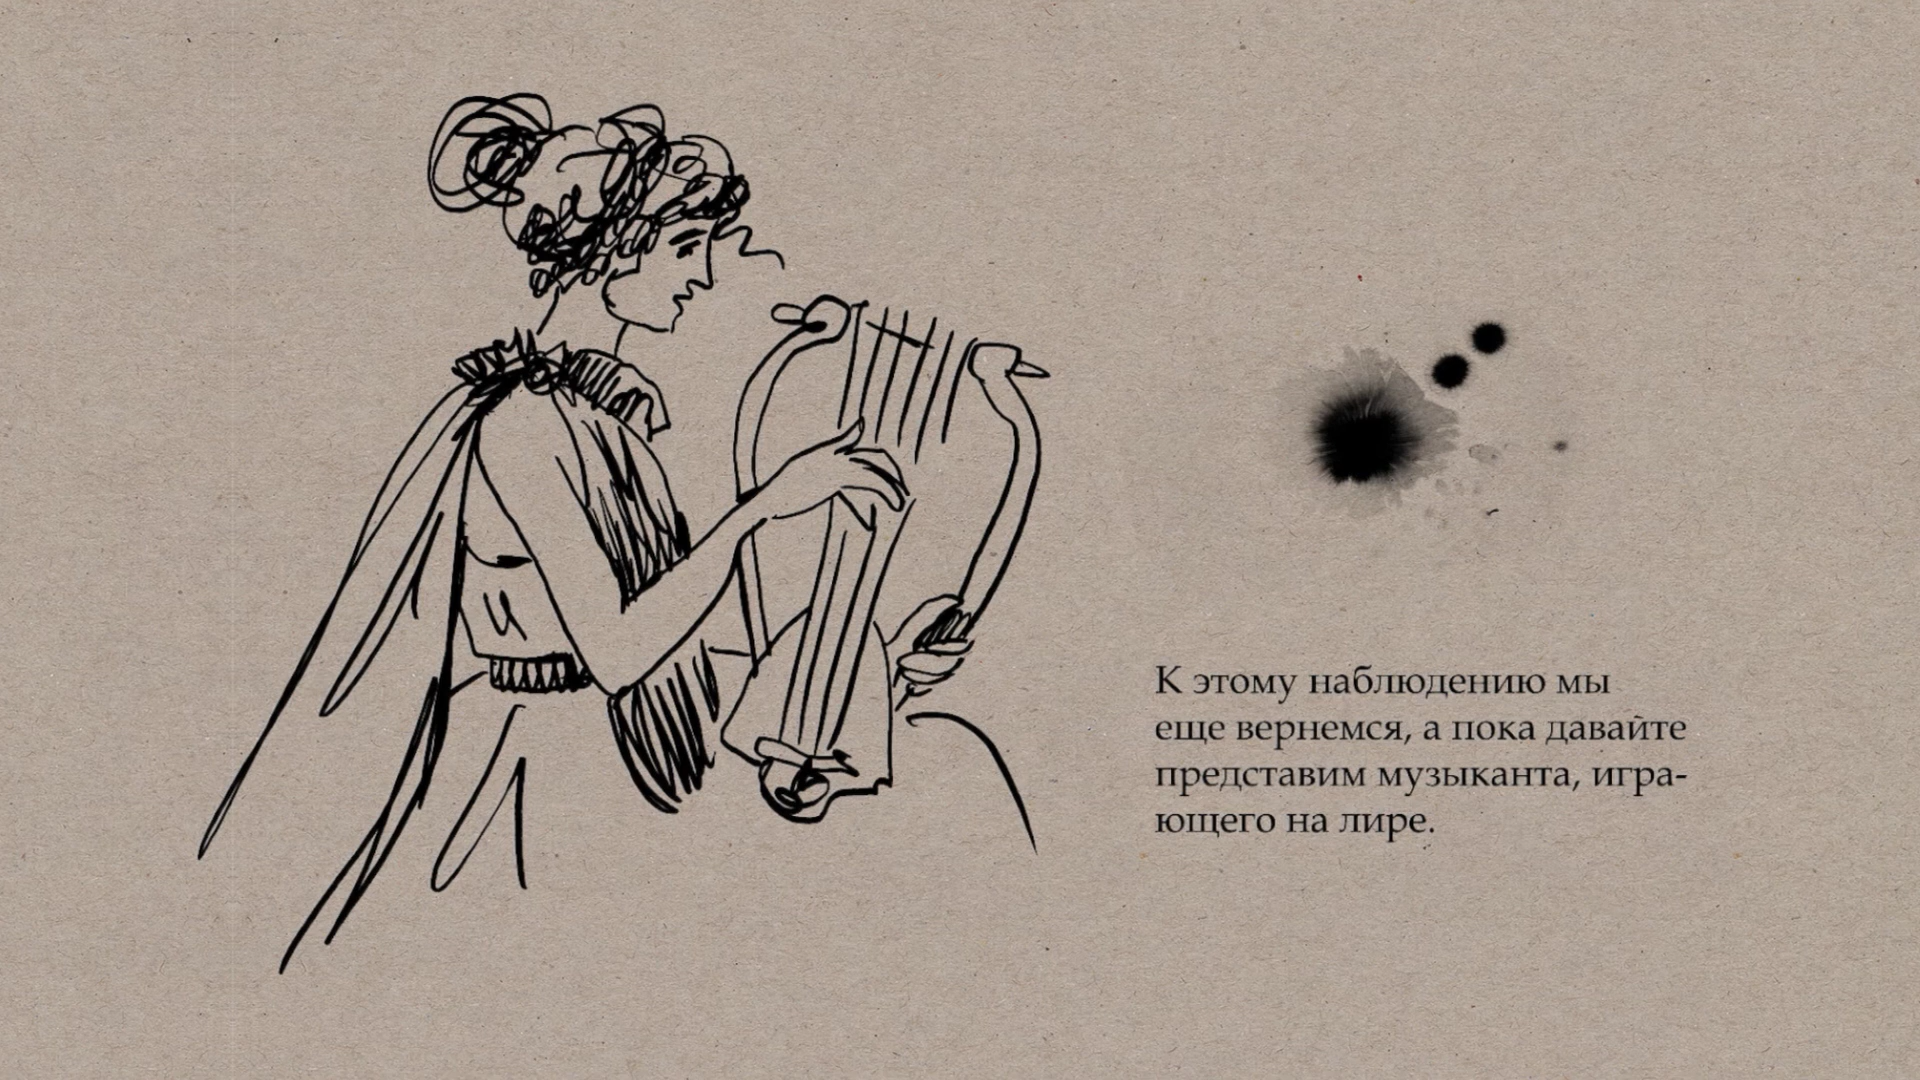 К этому наблюдению мы
еще вернемся, а пока давайте
представим музыканта, игра-
ющего на лире.